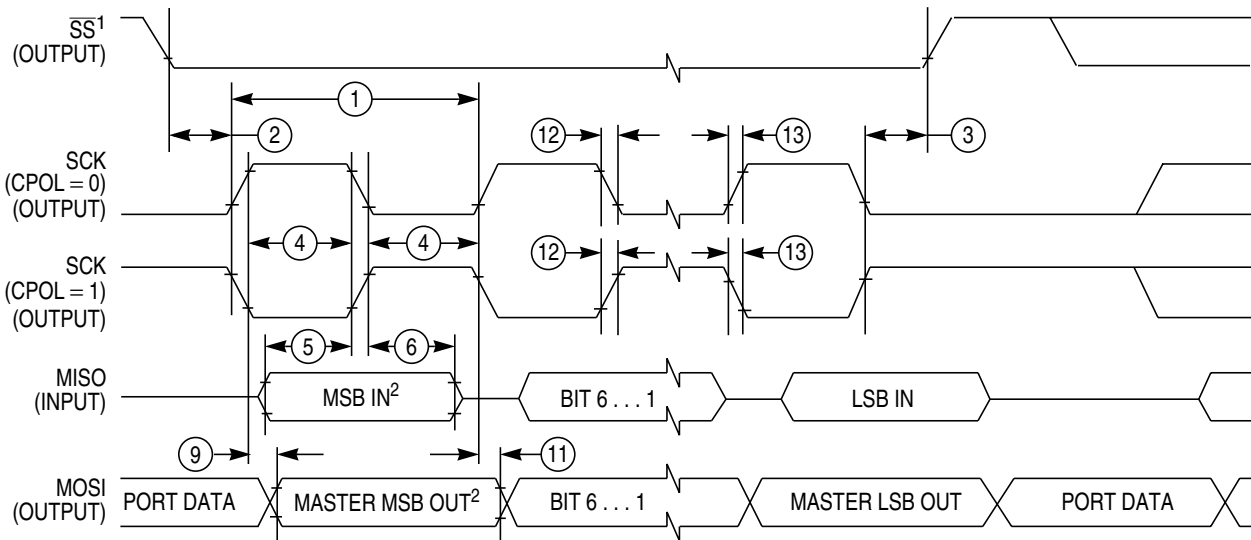 SS¹
(OUTPUT)
1
2
12
13
3
SCK
(CPOL = 0)
(OUTPUT)
4
4
SCK
(CPOL = 1)
(OUTPUT)
12
13
5
6
MISO
(INPUT)
MSB IN²
BIT 6 . . . 1
LSB IN
9
11
MOSI
(OUTPUT)
PORT DATA
MASTER MSB OUT²
BIT 6 . . . 1
MASTER LSB OUT
PORT DATA